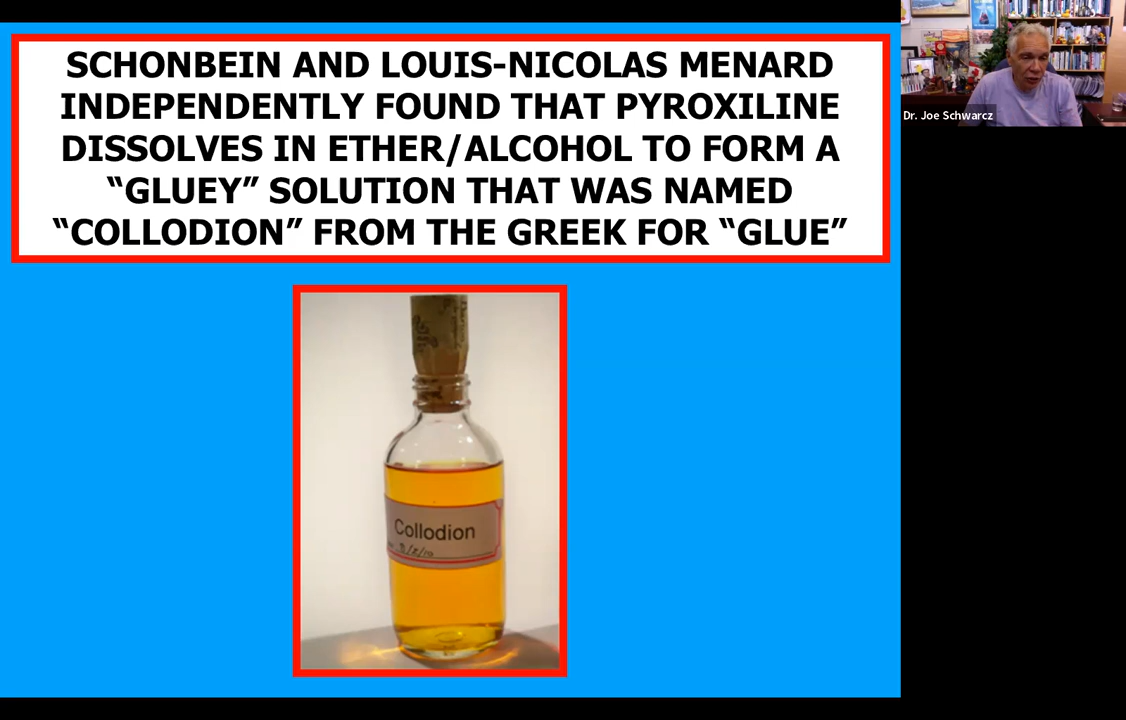 SCHONBEIN AND LOUIS-NICOLAS MENARD
INDEPENDENTLY FOUND THAT PYROXILINE
DISSOLVES IN ETHER/ALCOHOL TO FORM A
“GLUEY” SOLUTION THAT WAS NAMED
“COLLODION” FROM THE GREEK FOR “GLUE”
Dr. Joe Schwarcz
Collodion